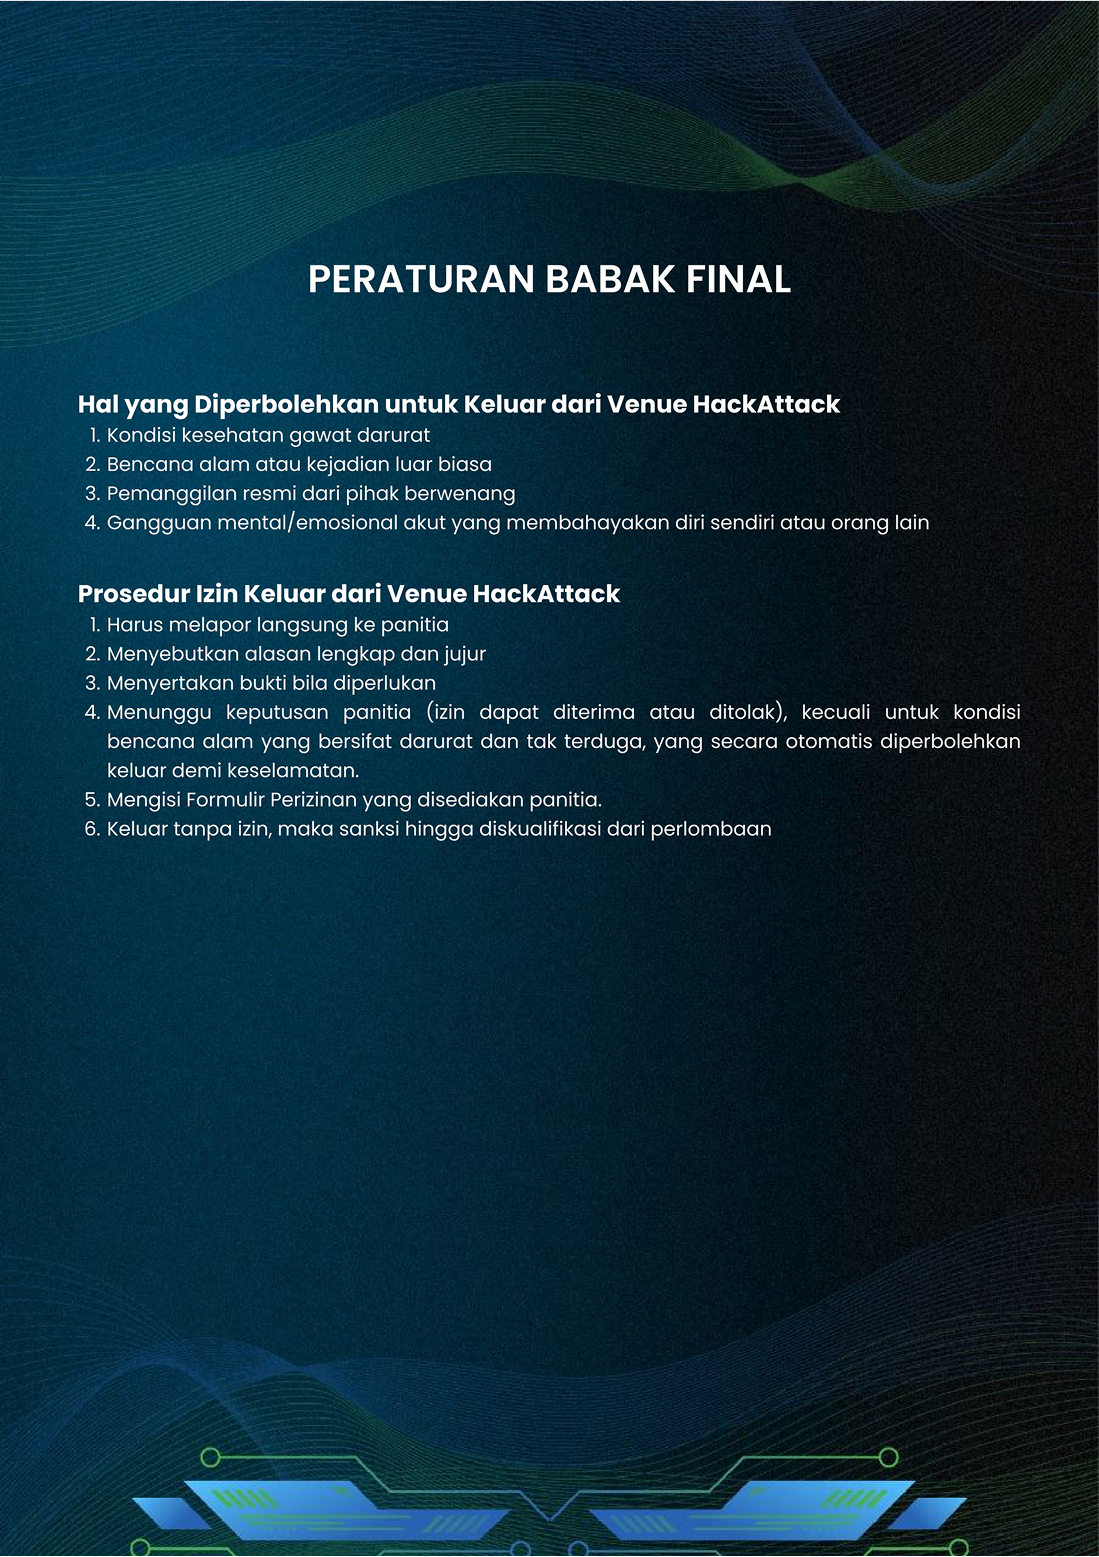 PERATURAN BABAK FINAL
Hal yang Diperbolehkan untuk Keluar dari Venue HackAttack
1. Kondisi kesehatan gawat darurat
2. Bencana alam atau kejadian luar biasa
3. Pemanggilan resmi dari pihak berwenang
4. Gangguan mental/emosional akut yang membahayakan diri sendiri atau orang lain
Prosedur Izin Keluar dari Venue HackAttack
1. Harus melapor langsung ke panitia
2. Menyebutkan alasan lengkap dan jujur
3. Menyertakan bukti bila diperlukan
4. Menunggu keputusan panitia (izin dapat diterima atau ditolak), kecuali untuk kondisi
bencana alam yang bersifat darurat dan tak terduga, yang secara otomatis diperbolehkan
keluar demi keselamatan.
5. Mengisi Formulir Perizinan yang disediakan panitia.
6. Keluar tanpa izin, maka sanksi hingga diskualifikasi dari perlombaan